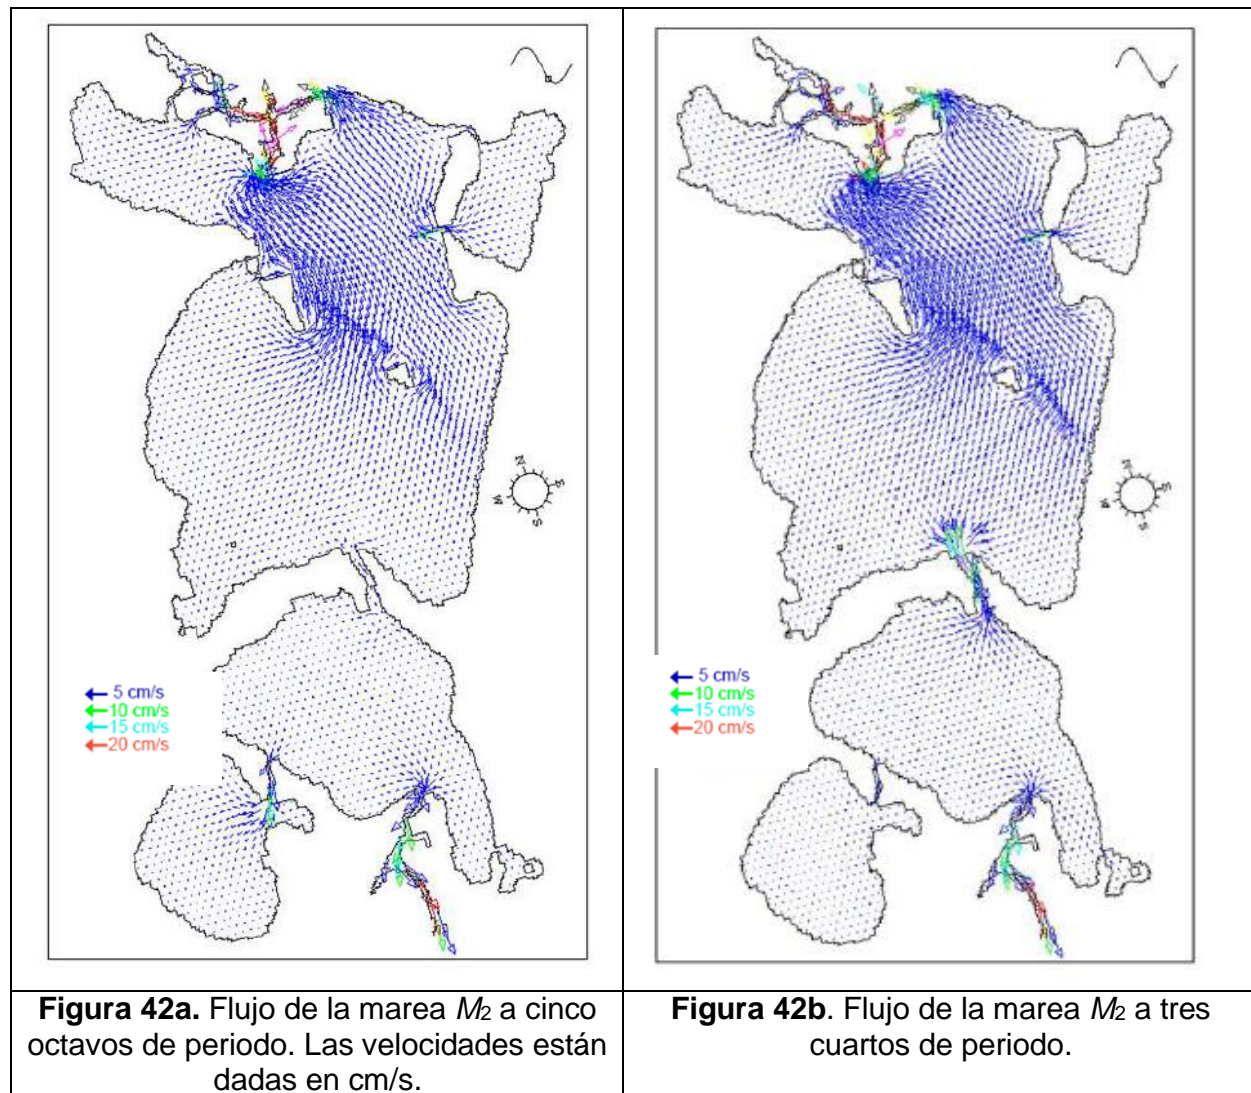 N
E
W
S
5 cm/s
10 cm/s
15 cm/s
20 cm/s
N
E
W
S
5 cm/s
10 cm/s
15 cm/s
20 cm/s
Figura 42a. Flujo de la marea M2 a cinco
octavos de periodo. Las velocidades están
dadas en cm/s.
Figura 42b. Flujo de la marea M2 a tres
cuartos de periodo.